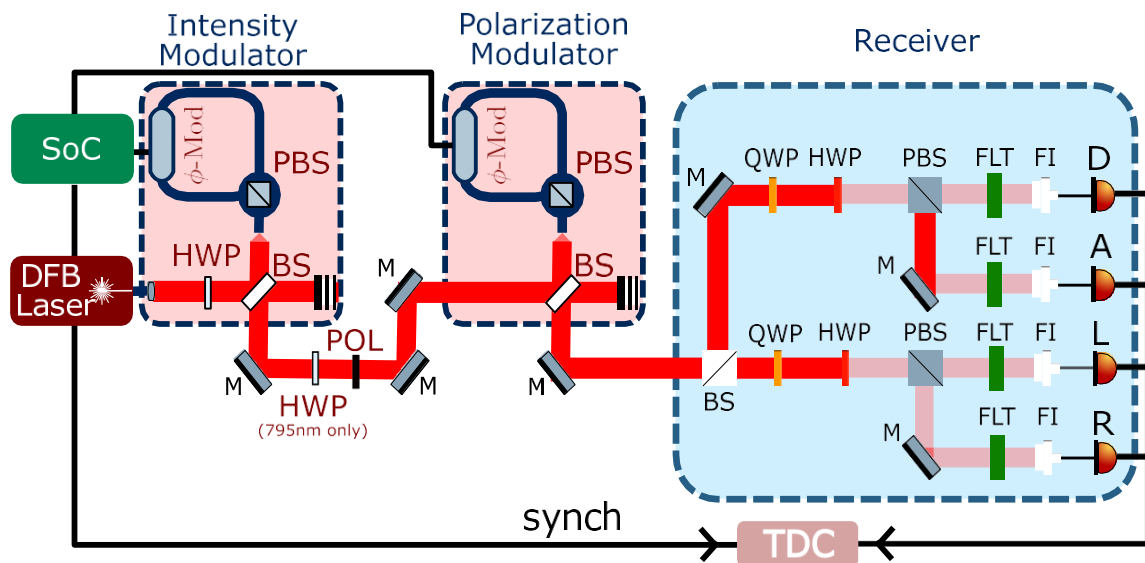 Intensity
Modulator
Polarization
Modulator
Receiver
SoC
ϕ-Mod
PBS
ϕ-Mod
PBS
DFB
Laser
HWP
BS
M
BS
M
POL
M
HWP
(795nm only)
M
M
QWP
HWP
PBS
FLT
FI
D
M
FLT
FI
A
M
BS
QWP
HWP
PBS
FLT
FI
L
M
FLT
FI
R
synch
TDC